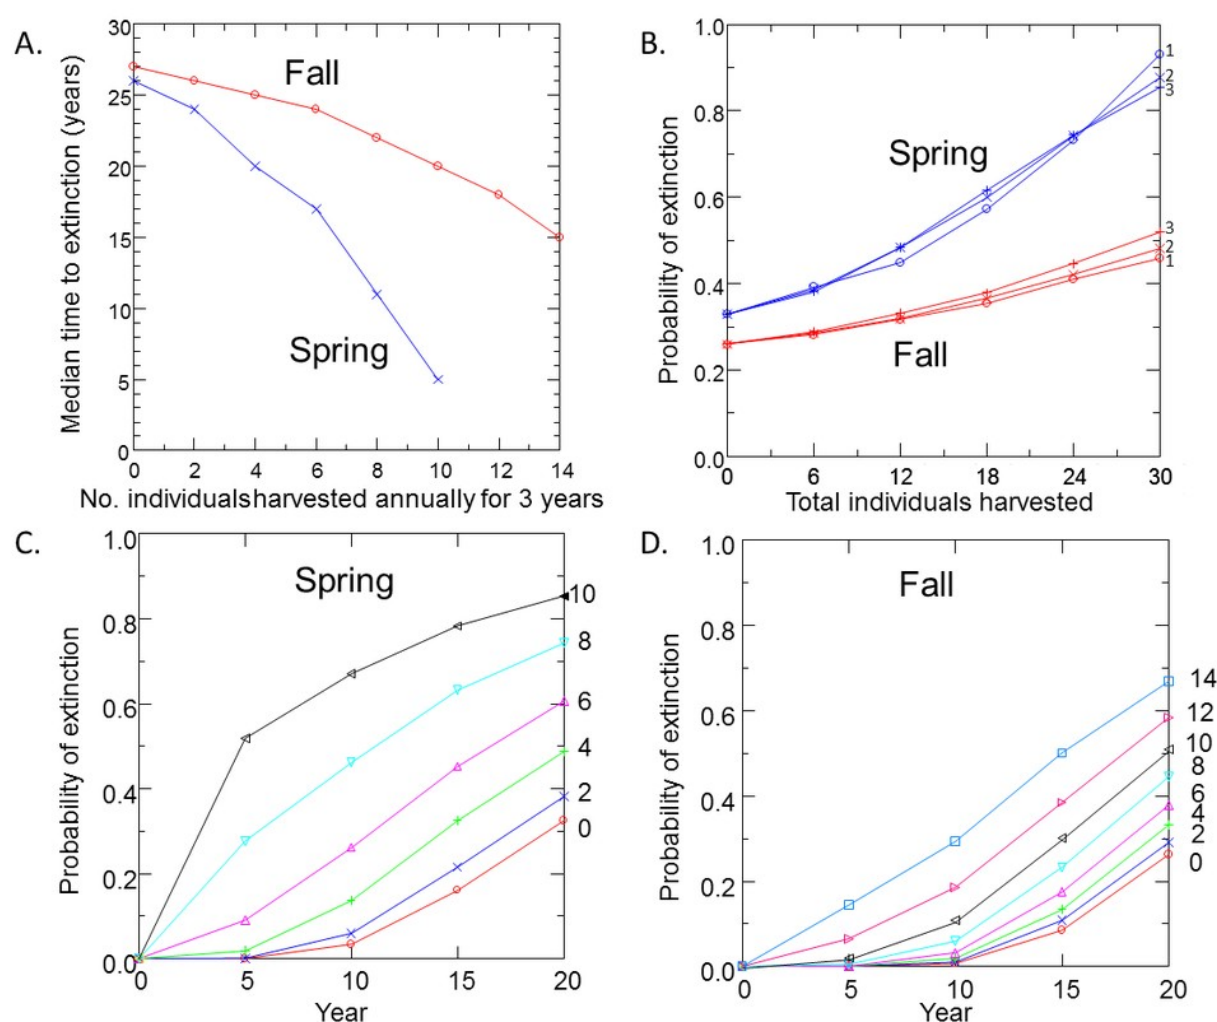 A.
Median time to extinction (years)
30
25
20
15
10
5
0
Fall
Spring
0 2 4 6 8 10 12 14
No. individualsharvested annually for 3 years
B.
Probability of extinction
1.0
0.8
0.6
0.4
0.2
0.0
Spring
Fall
1
2
3
3
2
1
0 6 12 18 24 30
Total individuals harvested
C.
Probability of extinction
1.0
0.8
0.6
0.4
0.2
0.0
Spring
10
8
6
4
2
0
0 5 10 15 20
Year
D.
Probability of extinction
1.0
0.8
0.6
0.4
0.2
0.0
Fall
14
12
10
8
6
4
2
0
0 5 10 15 20
Year